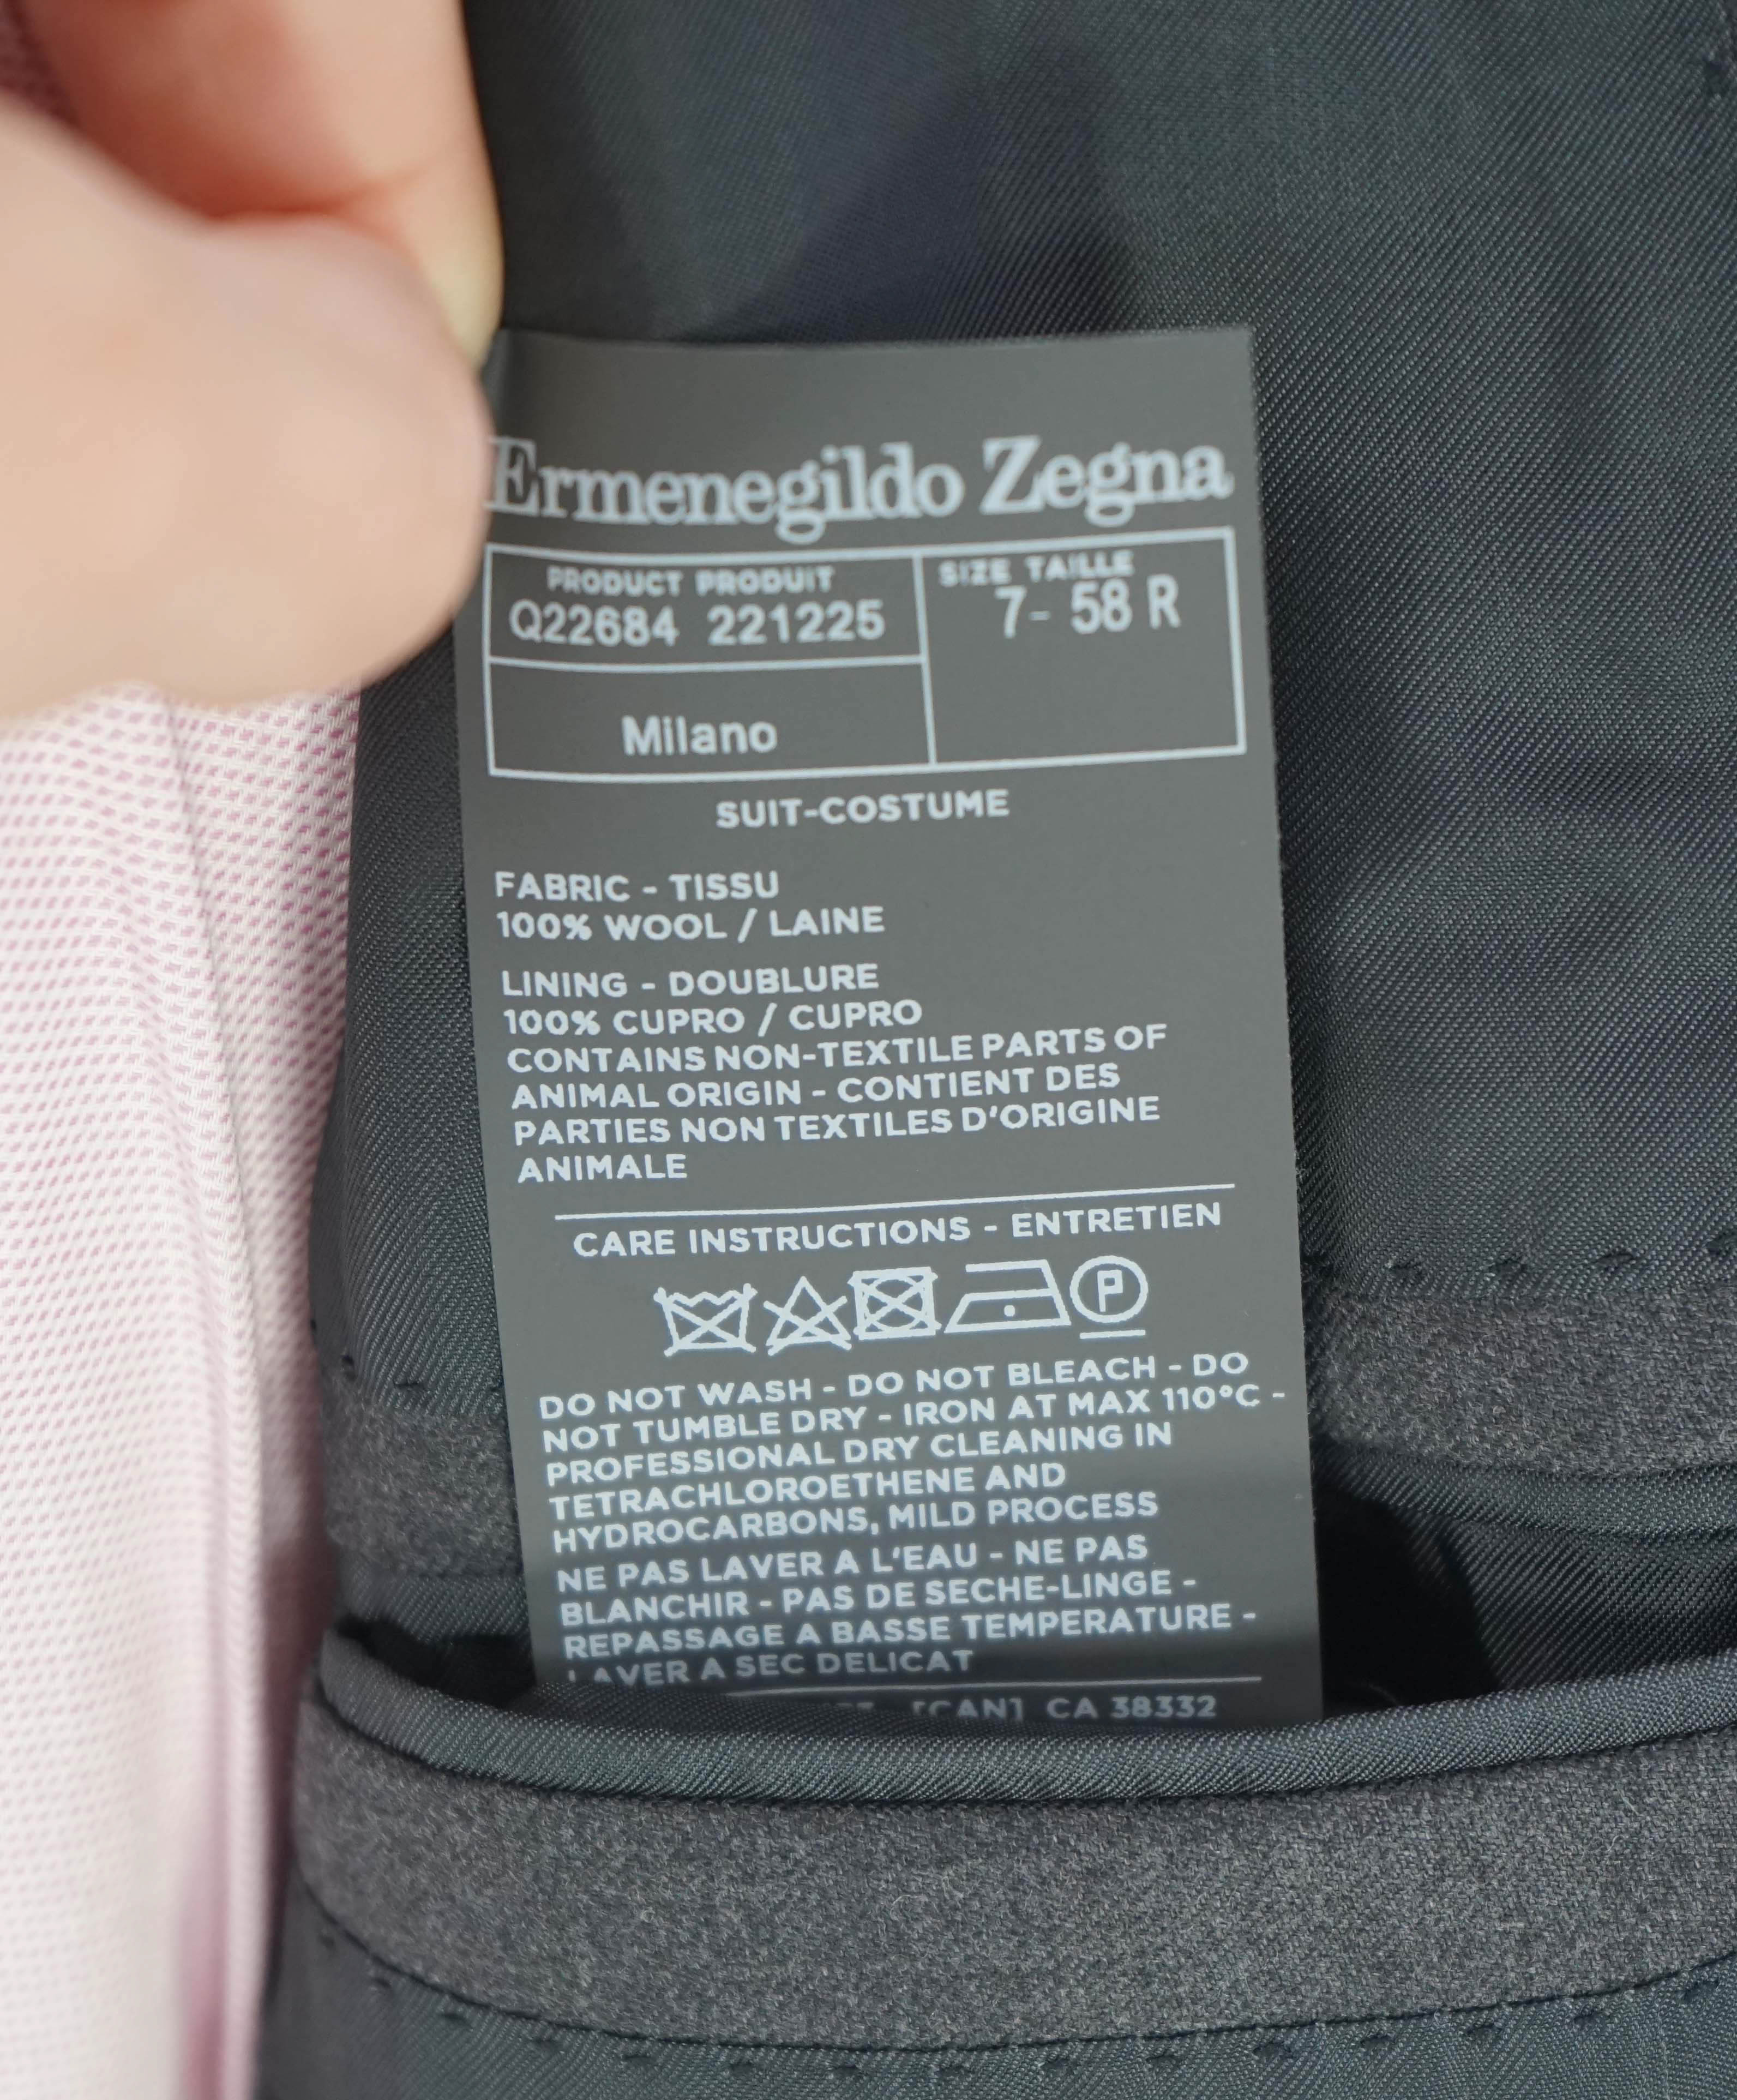 Ermenegildo Zegna
PRODUCT PRODUIT
Q22684 221225
SIZE TAILLE
7- 58 R
Milano
SUIT-COSTUME
FABRIC - TISSU
100% WOOL / LAINE
LINING - DOUBLURE
100% CUPRO / CUPRO
CONTAINS NON-TEXTILE PARTS OF
ANIMAL ORIGIN - CONTIENT DES
PARTIES NON TEXTILES D'ORIGINE
ANIMALE
CARE INSTRUCTIONS - ENTRETIEN
P
DO NOT WASH - DO NOT BLEACH - DO
NOT TUMBLE DRY - IRON AT MAX 110°C -
PROFESSIONAL DRY CLEANING IN
TETRACHLOROETHENE AND
HYDROCARBONS, MILD PROCESS
NE PAS LAVER A L'EAU - NE PAS
BLANCHIR - PAS DE SECHE-LINGE -
REPASSAGE A BASSE TEMPERATURE -
LAVER A SEC DELICAT
[CAN] CA 38332